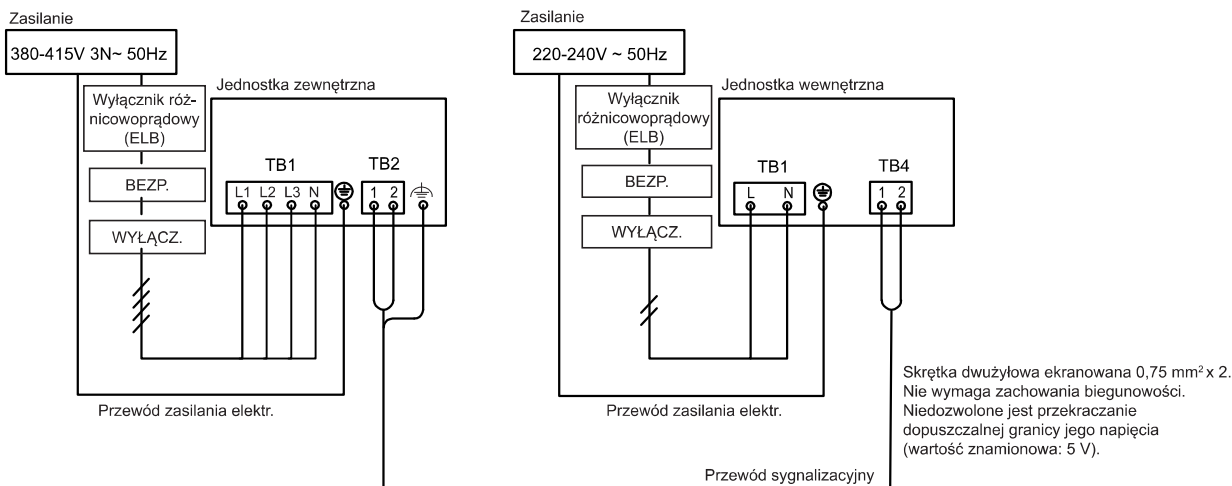 Zasilanie
380-415V 3N~ 50Hz
Jednostka zewnętrzna
Wyłącznik róż-
nicowoprądowy
(ELB)
BEZP.
WYŁĄCZ.
TB1
TB2
L1 L2 L3 N
1 2
Przewód zasilania elektr.
Zasilanie
220-240V ~ 50Hz
Jednostka wewnętrzna
Wyłącznik
różnicowoprądowy
(ELB)
BEZP.
WYŁĄCZ.
TB1
TB4
L N
1 2
Przewód zasilania elektr.
Skrętka dwużyłowa ekranowana 0,75 mm² x 2.
Nie wymaga zachowania biegunowości.
Niedozwolone jest przekraczanie
dopuszczalnej granicy jego napięcia
(wartość znamionowa: 5 V).
Przewód sygnalizacyjny